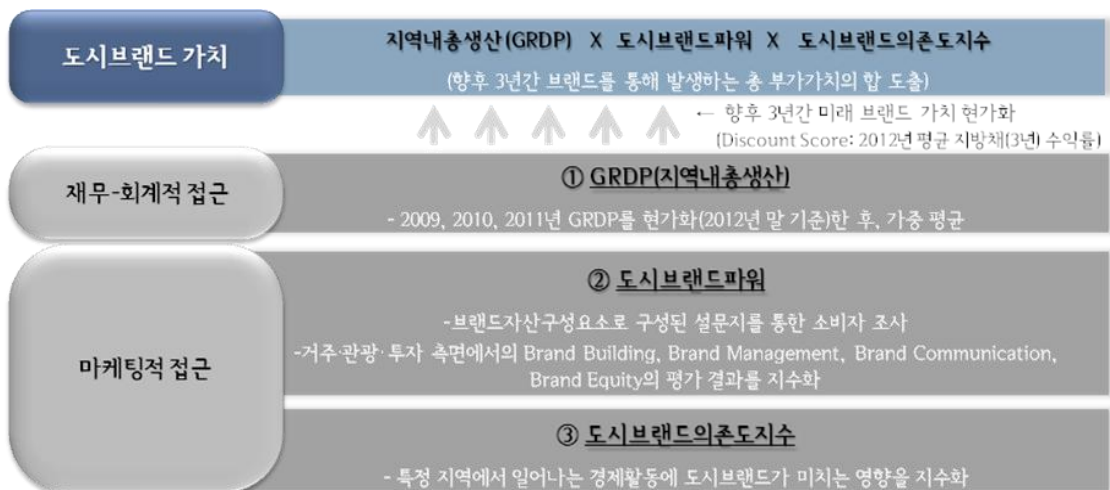 도시브랜드 가치
지역내총생산(GRDP) X 도시브랜드파워 X 도시브랜드의존도지수
(향후 3년간 브랜드를 통해 발생하는 총 부가가치의 합 도출)
← 향후 3년간 미래 브랜드 가치 현가화
(Discount Score: 2012년 평균 지방채(3년) 수익률)
재무-회계적 접근
① GRDP(지역내총생산)
- 2009, 2010, 2011년 GRDP를 현가화(2012년 말 기준)한 후, 가중 평균
마케팅적 접근
② 도시브랜드파워
-브랜드자산구성요소로 구성된 설문지를 통한 소비자 조사
-거주·관광·투자 측면에서의 Brand Building, Brand Management, Brand Communication,
Brand Equity의 평가 결과를 지수화
③ 도시브랜드의존도지수
- 특정 지역에서 일어나는 경제활동에 도시브랜드가 미치는 영향을 지수화